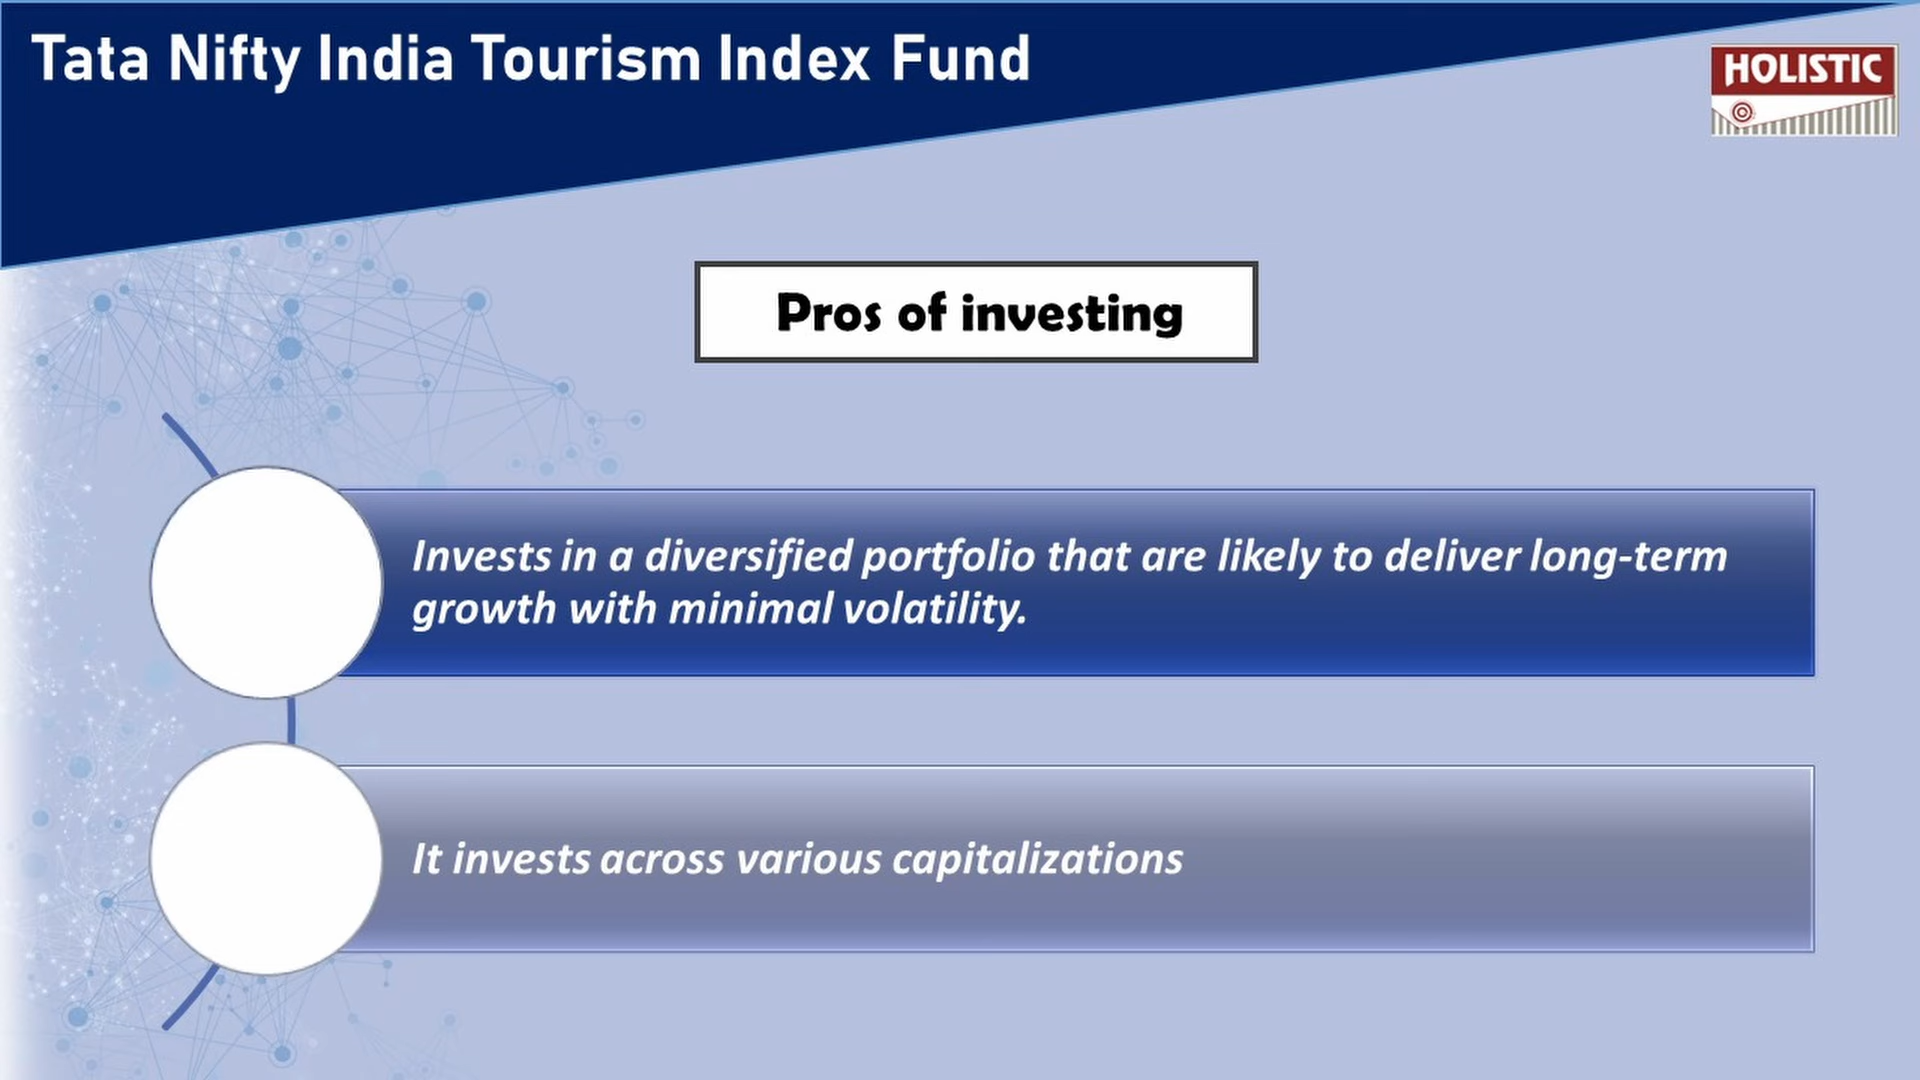 Tata Nifty India Tourism Index Fund
HOLISTIC
Pros of investing
Invests in a diversified portfolio that are likely to deliver long-term
growth with minimal volatility.
It invests across various capitalizations